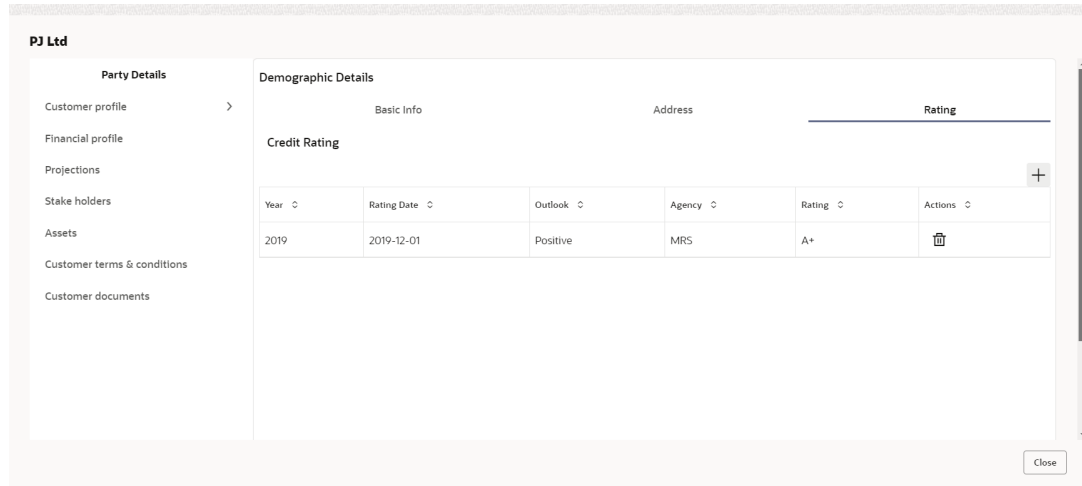 PJ Ltd
Party Details
Customer profile
Financial profile
Projections
Stake holders
Assets
Customer terms & conditions
Customer documents
Demographic Details
Basic Info Address Rating
Credit Rating
Year Rating Date Outlook Agency Rating Actions
2019 2019-12-01 Positive MRS A+
Close